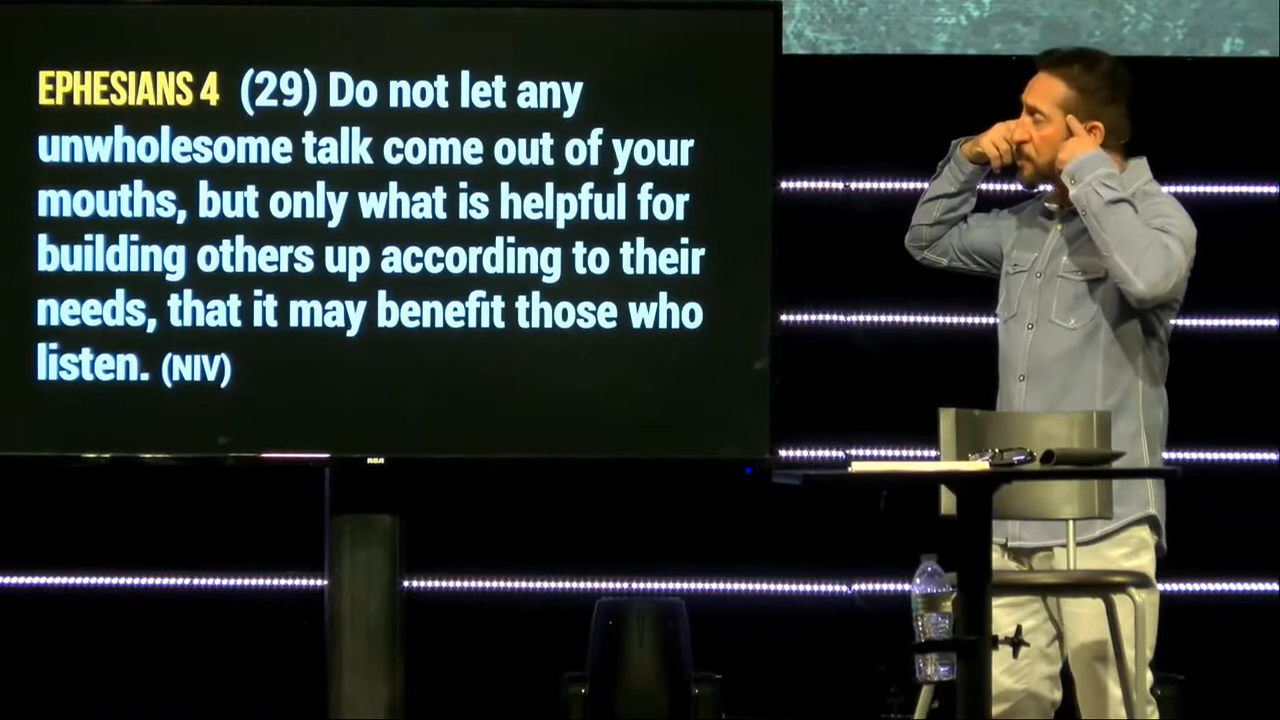 EPHESIANS 4 (29) Do not let any
unwholesome talk come out of your
mouths, but only what is helpful for
building others up according to their
needs, that it may benefit those who
listen. (NIV)
RCA